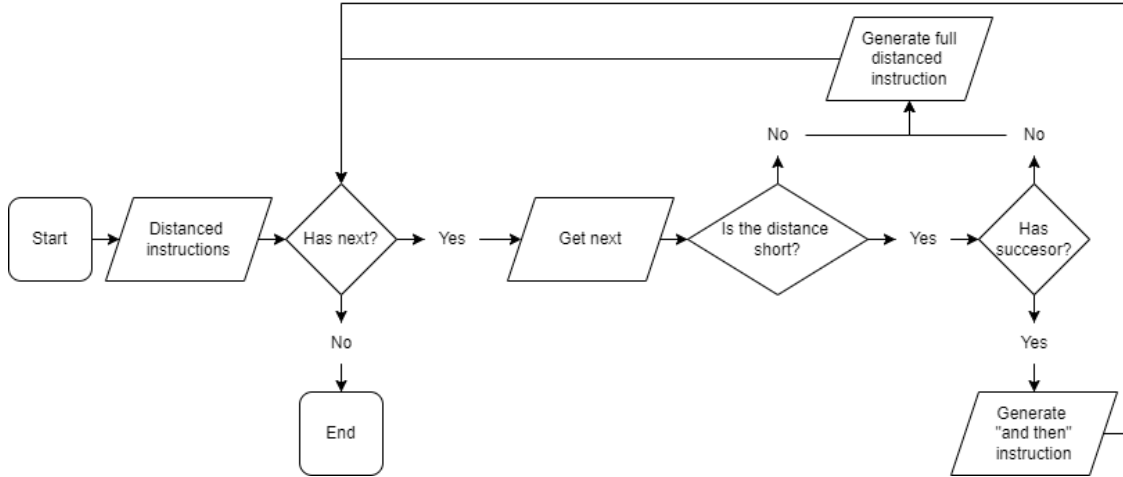 Generate full
distanced
instruction
No
No
Start
Distanced
instructions
Has next?
Yes
Get next
Is the distance
short?
Yes
Has
succesor?
No
Yes
End
Generate
"and then"
instruction